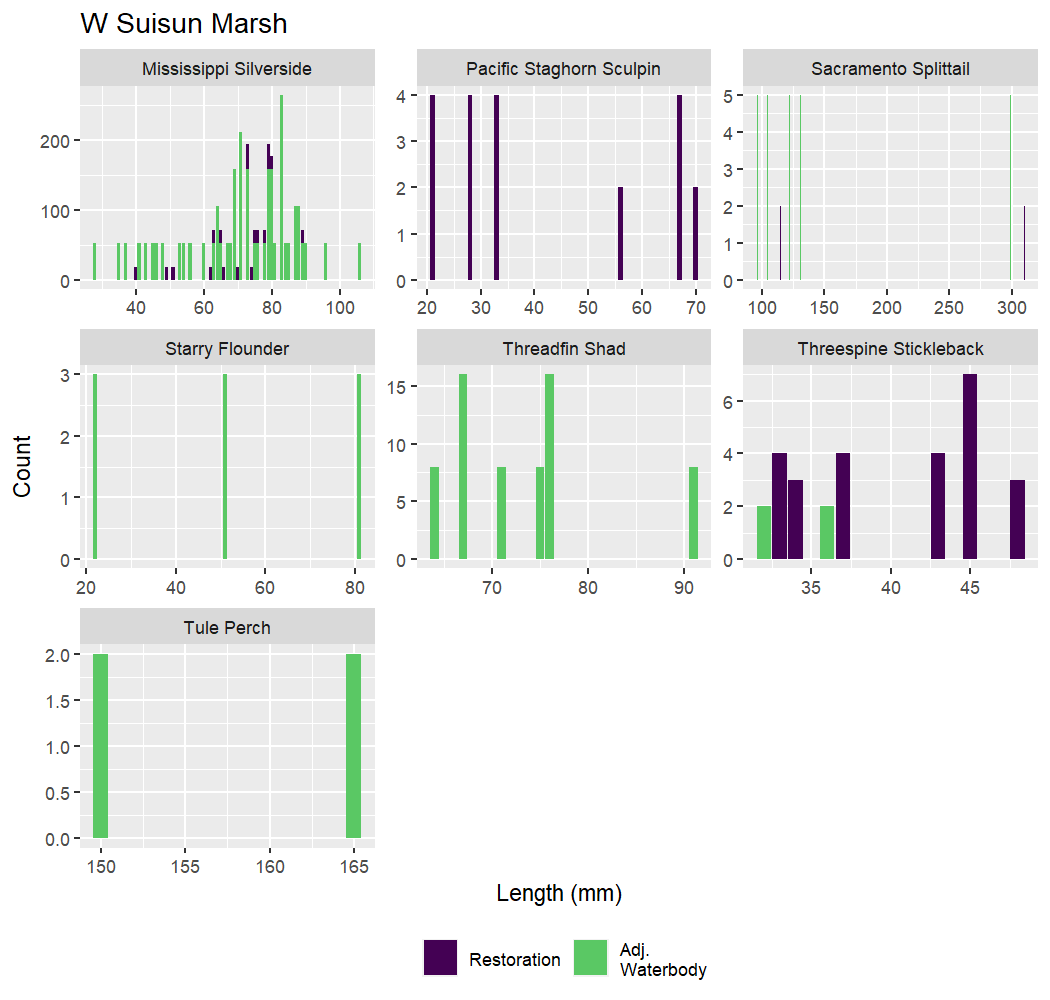 W Suisun Marsh
Mississippi Silverside
Pacific Staghorn Sculpin
Sacramento Splittail
200
100
0
40 60 80 100
4
3
2
1
0
20 30 40 50 60 70
5
4
3
2
1
0
100 150 200 250 300
Starry Flounder
Threadfin Shad
Threespine Stickleback
3
2
1
0
20 40 60 80
15
10
5
0
70 80 90
6
4
2
0
35 40 45
Count
Tule Perch
2.0
1.5
1.0
0.5
0.0
150 155 160 165
Length (mm)
Restoration
Adj.
Waterbody